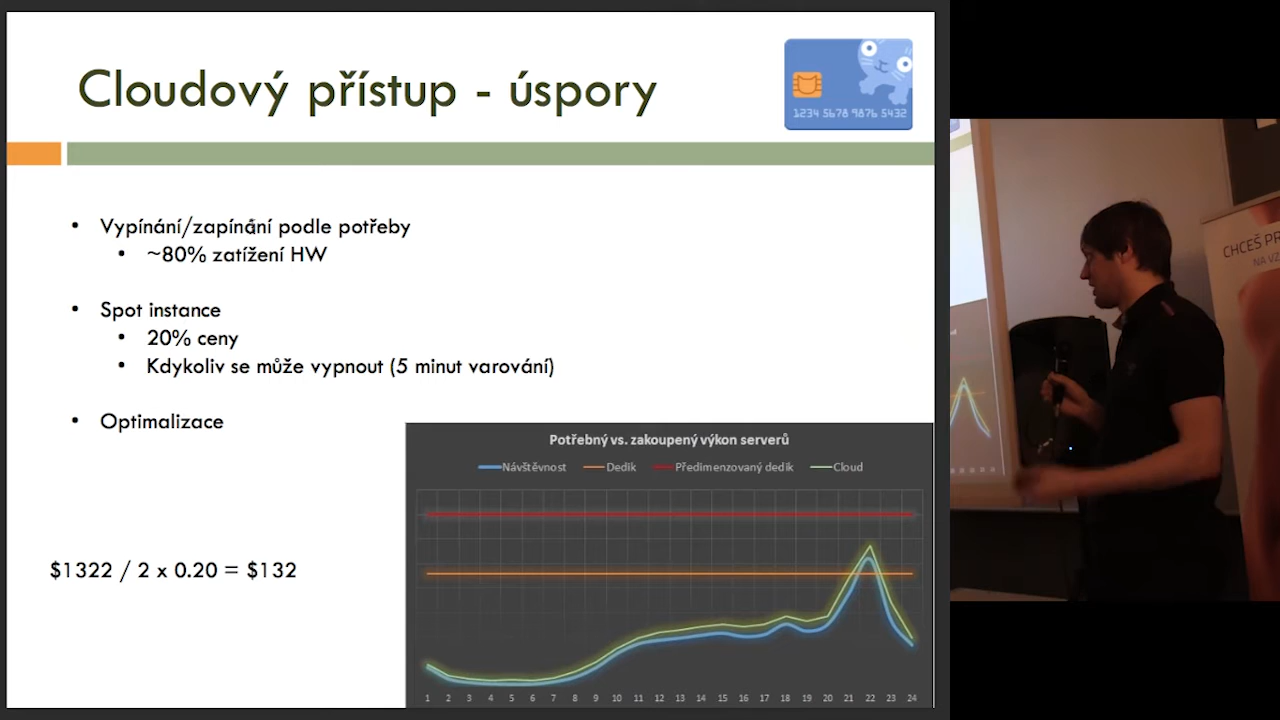 Cloudový přístup - úspory
1234 5678 9876 5432
• Vypínání/zapínání podle potřeby
• ~80% zatížení HW
• Spot instance
• 20% ceny
• Kdykoliv se může vypnout (5 minut varování)
• Optimalizace
$1322 / 2 x 0.20 = $132
Potřebný vs. zakoupený výkon serverů
Návštěvnost Dedik Předimenzovaný dedik Cloud
1 2 3 4 5 6 7 8 9 10 11 12 13 14 15 16 17 18 19 20 21 22 23 24
CHCEŠ
NA